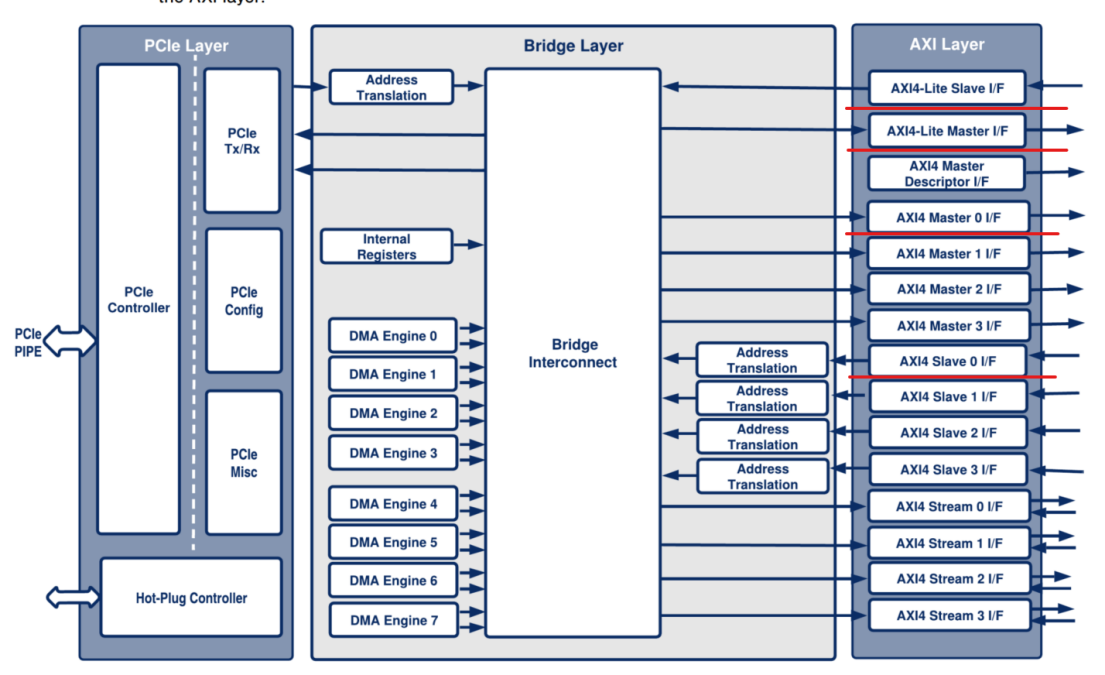 PCIe Layer
Bridge Layer
AXI Layer
PCIe
PIPE
PCIe
Controller
PCIe
Tx/Rx
PCIe
Config
PCIe
Misc
Hot-Plug Controller
Address
Translation
Internal
Registers
DMA Engine 0
DMA Engine 1
DMA Engine 2
DMA Engine 3
DMA Engine 4
DMA Engine 5
DMA Engine 6
DMA Engine 7
Bridge
Interconnect
Address
Translation
Address
Translation
Address
Translation
Address
Translation
AXI4-Lite Slave I/F
AXI4-Lite Master I/F
AXI4 Master
Descriptor I/F
AXI4 Master 0 I/F
AXI4 Master 1 I/F
AXI4 Master 2 I/F
AXI4 Master 3 I/F
AXI4 Slave 0 I/F
AXI4 Slave 1 I/F
AXI4 Slave 2 I/F
AXI4 Slave 3 I/F
AXI4 Stream 0 I/F
AXI4 Stream 1 I/F
AXI4 Stream 2 I/F
AXI4 Stream 3 I/F